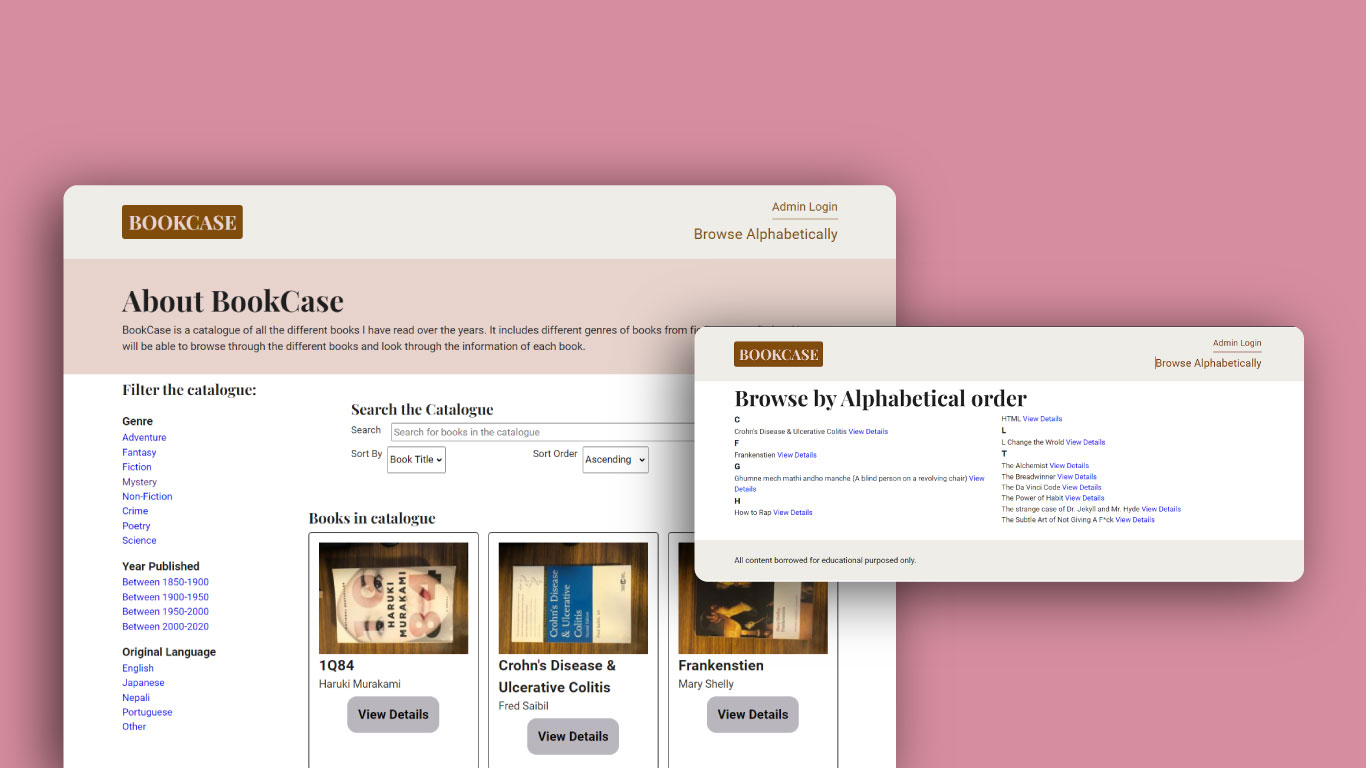 BOOKCASE
Admin Login
Browse Alphabetically
About BookCase
BookCase is a catalogue of all the different books I have read over the years. It includes different genres of books from
will be able to browse through the different books and look through the information of each book.
Filter the catalogue:
Genre
Adventure
Fantasy
Fiction
Mystery
Non-Fiction
Crime
Poetry
Science
Year Published
Between 1850-1900
Between 1900-1950
Between 1950-2000
Between 2000-2020
Original Language
English
Japanese
Nepali
Portuguese
Other
Search the Catalogue
Search
Search for books in the catalogue
Sort By
Book Title
Sort Order
Ascending
Books in catalogue
HARUKI
MURAKAMI
1Q84
Haruki Murakami
View Details
Crohn's Disease
& Ulcerative
Colitis
Crohn's Disease &
Ulcerative Colitis
Fred Saibil
View Details
Frankenstien
Mary Shelly
View Details
BOOKCASE
Admin Login
Browse Alphabetically
Browse by Alphabetical order
C
Crohn's Disease & Ulcerative Colitis View Details
F
Frankenstien View Details
G
Ghumne mech mathi andho manche (A blind person on a revolving chair) View
Details
H
How to Rap View Details
HTML View Details
L
L Change the Wrold View Details
T
The Alchemist View Details
The Breadwinner View Details
The Da Vinci Code View Details
The Power of Habit View Details
The strange case of Dr. Jekyll and Mr. Hyde View Details
The Subtle Art of Not Giving A F*ck View Details
All content borrowed for educational purposed only.